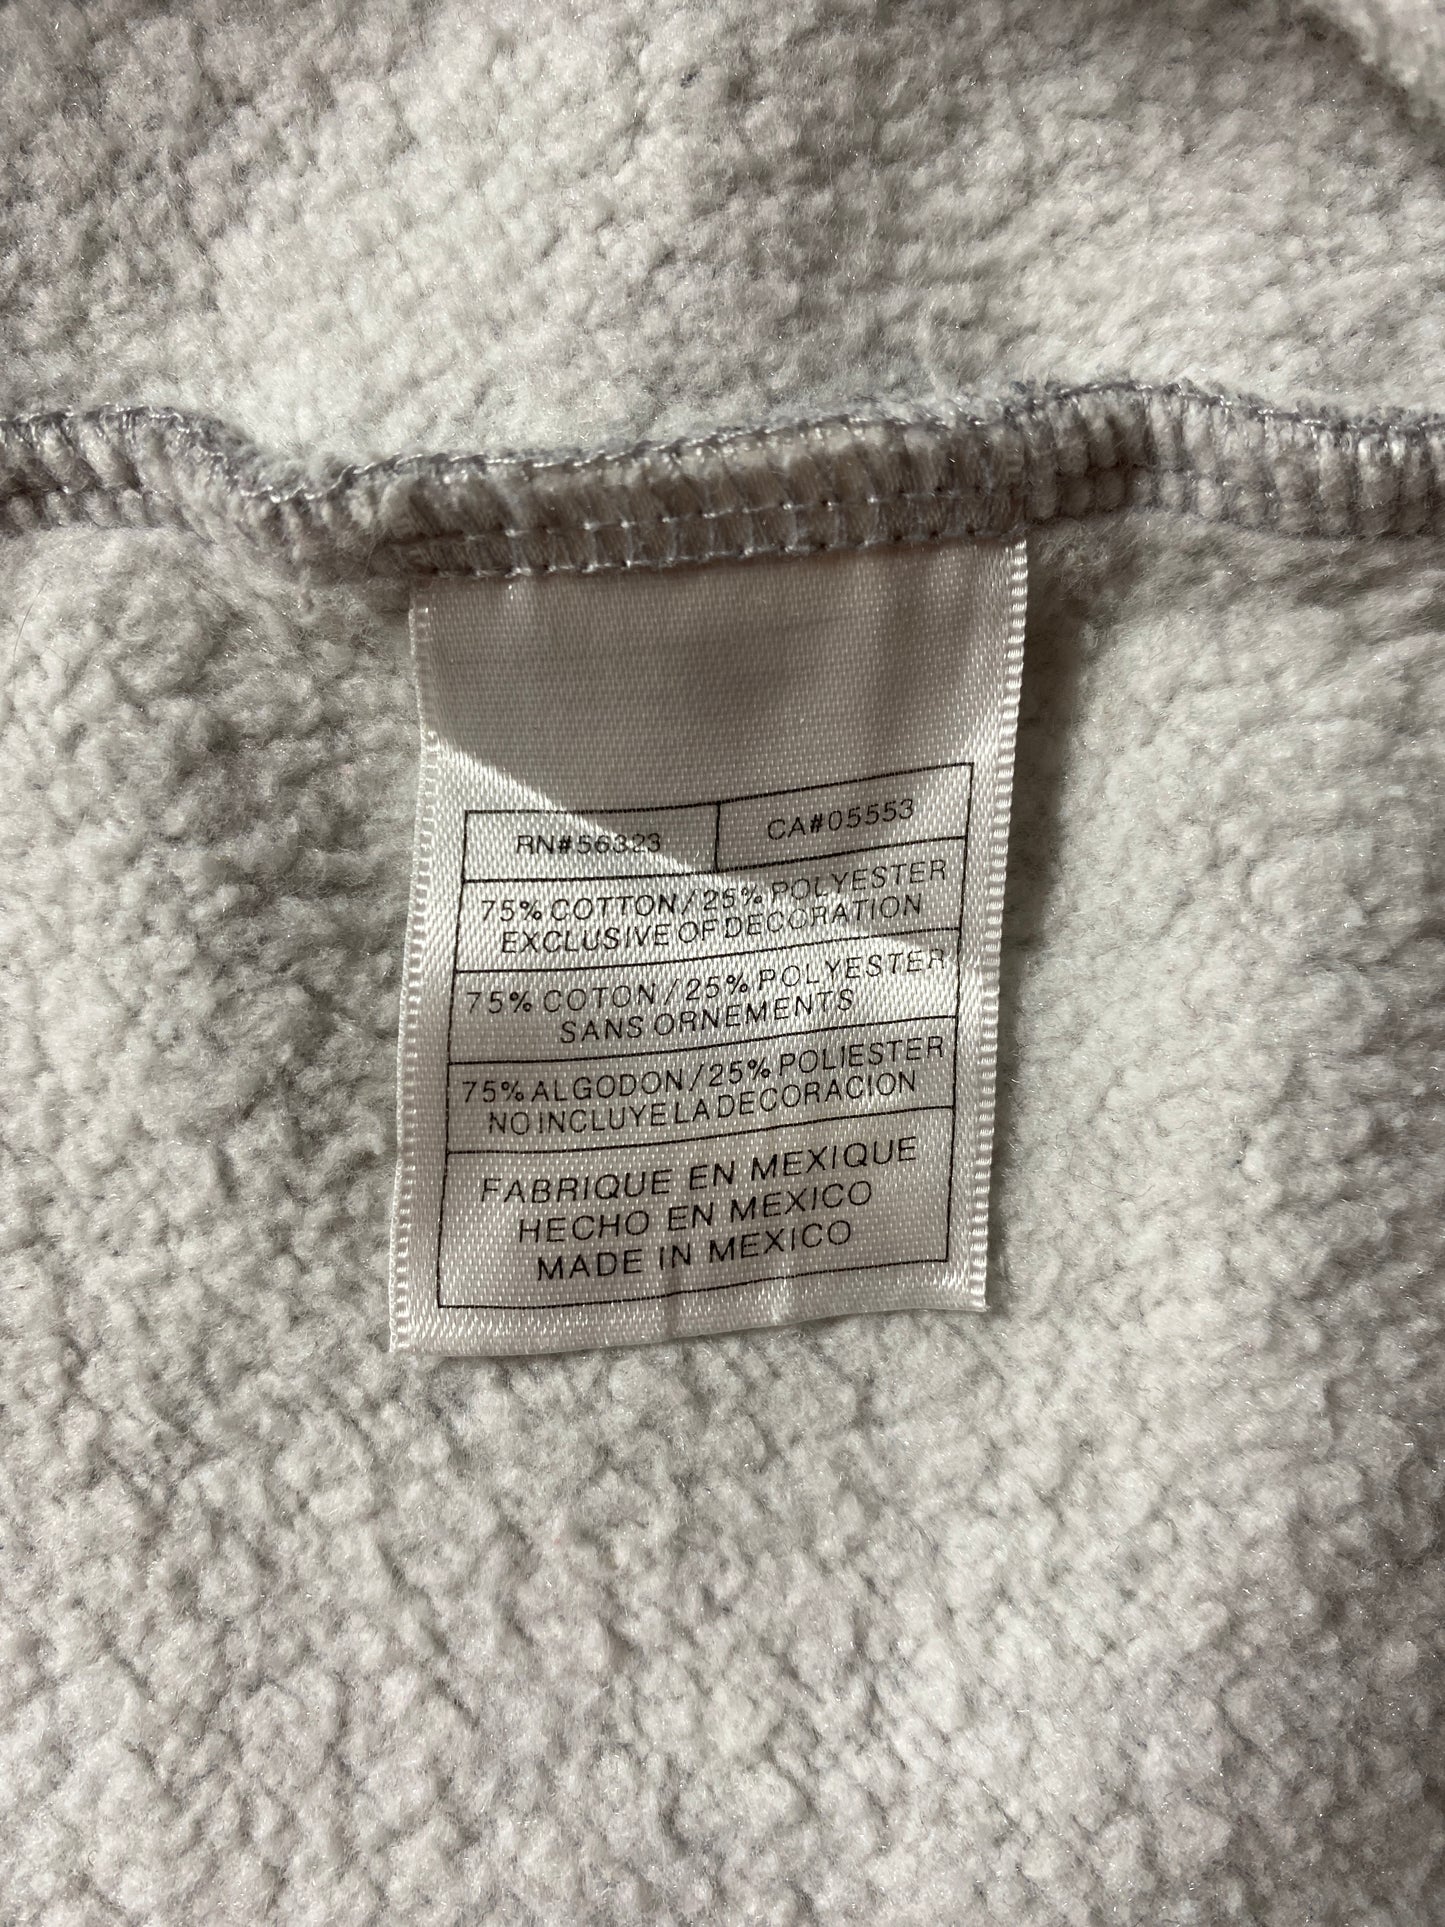 RN#56323
CA#05553
75% COTTON/25% POLYESTER
EXCLUSIVE OF DECORATION
75% COTON/25% POLYESTER
SANS ORNEMENTS
75% ALGODON/25% POLIESTER
NO INCLUYE LA DECORACION
FABRIQUE EN MEXIQUE
HECHO EN MEXICO
MADE IN MEXICO